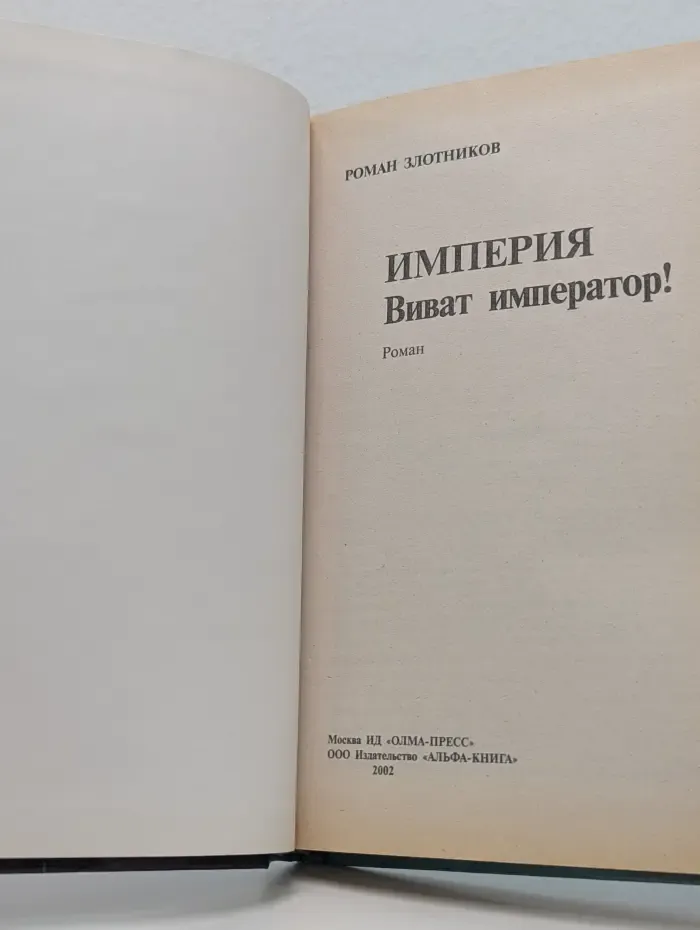 РОМАН ЗЛОТНИКОВ
ИМПЕРИЯ
Виват император!
Роман
Москва ИД «ОЛМА-ПРЕСС»
ООО Издательство «АЛЬФА-КНИГА»
2002